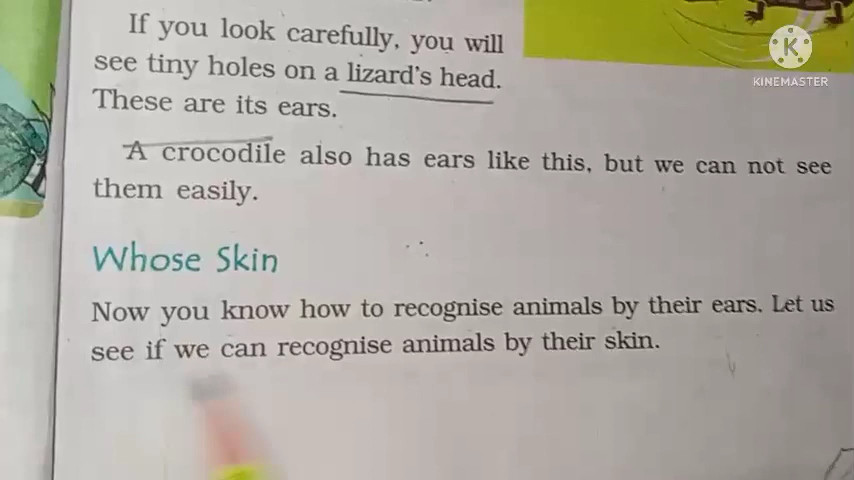 If you look carefully, you will
see tiny holes on a lizard's head.
These are its ears.
A crocodile also has ears like this, but we can not see
them easily.
Whose Skin
Now you know how to recognise animals by their ears. Let us
see if we can recognise animals by their skin.
KINEMASTER